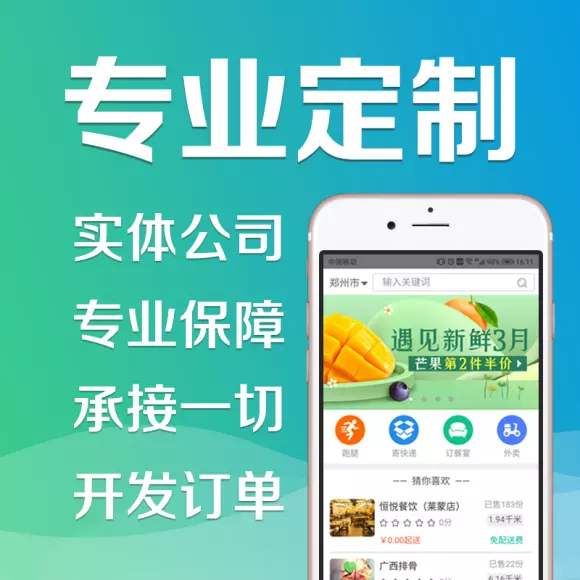 专业定制
实体公司
专业保障
承接一切
开发订单
中国移动
92% 16:11
郑州市
输入关键词
遇见新鲜3月
芒果第2件半价
跑腿
寄快递
订餐宴
外卖
猜你喜欢
恒悦餐饮（莱蒙店）
已售183份
0分
1.94千米
￥0.00起送
免配送费
广西排骨
已售22份
0分
6.16千米